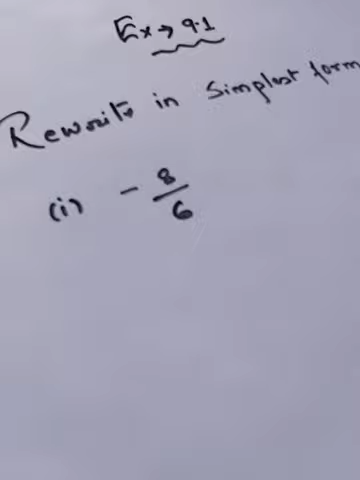 Ex → 9.1
Rewrite in simplest form
(i) - 8/6